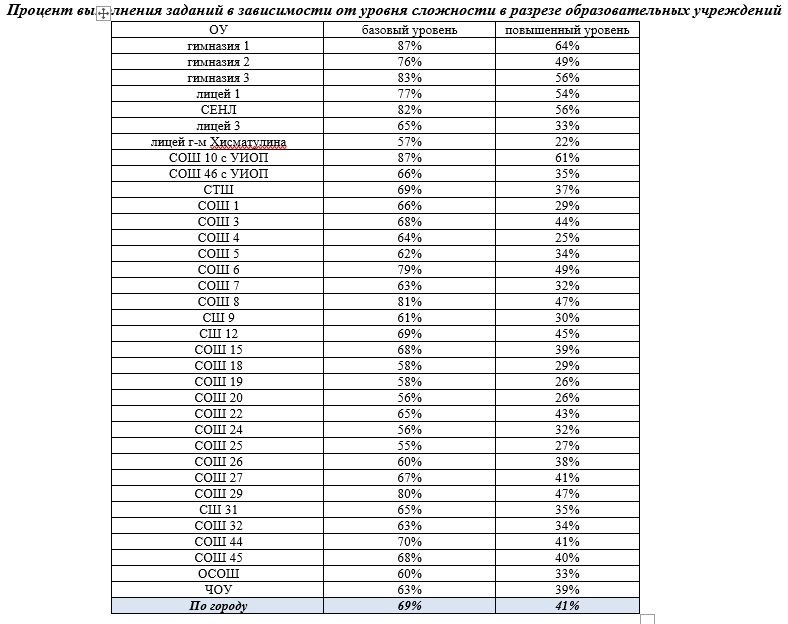 Процент выполнения заданий в зависимости от уровня сложности в разрезе образовательных учреждений
ОУ базовый уровень повышенный уровень
гимназия 1 87% 64%
гимназия 2 76% 49%
гимназия 3 83% 56%
лицей 1 77% 54%
СЕНЛ 82% 56%
лицей 3 65% 33%
лицей г-м Хисматулина 57% 22%
СОШ 10 с УИОП 87% 61%
СОШ 46 с УИОП 66% 35%
СТШ 69% 37%
СОШ 1 66% 29%
СОШ 3 68% 44%
СОШ 4 64% 25%
СОШ 5 62% 34%
СОШ 6 79% 49%
СОШ 7 63% 32%
СОШ 8 81% 47%
СШ 9 61% 30%
СШ 12 69% 45%
СОШ 15 68% 39%
СОШ 18 58% 29%
СОШ 19 58% 26%
СОШ 20 56% 26%
СОШ 22 65% 43%
СОШ 24 56% 32%
СОШ 25 55% 27%
СОШ 26 60% 38%
СОШ 27 67% 41%
СОШ 29 80% 47%
СШ 31 65% 35%
СОШ 32 63% 34%
СОШ 44 70% 41%
СОШ 45 68% 40%
ОСОШ 60% 33%
ЧОУ 63% 39%
По городу 69% 41%